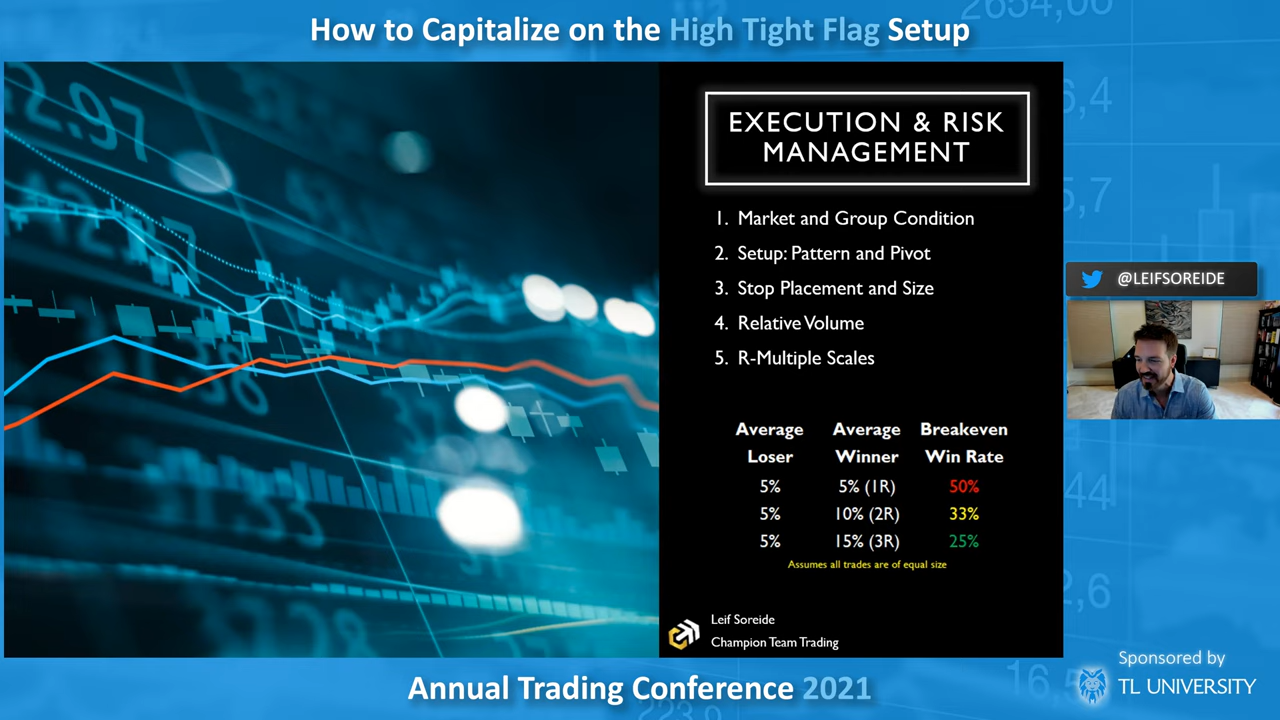 How to Capitalize on the High Tight Flag Setup
EXECUTION & RISK
MANAGEMENT
1. Market and Group Condition
2. Setup: Pattern and Pivot
3. Stop Placement and Size
4. Relative Volume
5. R-Multiple Scales
Average Average Breakeven
Loser Winner Win Rate
5% 5% (1R) 50%
5% 10% (2R) 33%
5% 15% (3R) 25%
Assumes all trades are of equal size
Leif Soreide
Champion Team Trading
@LEIFSOREIDE
Sponsored by
TL UNIVERSITY
Annual Trading Conference 2021